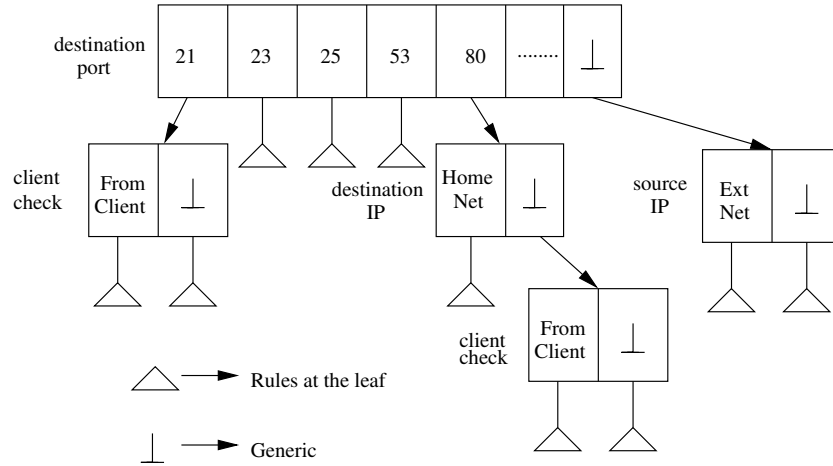 destination
port
21 23 25 53 80 ........ ⊥
client
check
From
Client
⊥
destination
IP
Home
Net
⊥
source
IP
Ext
Net
⊥
client
check
From
Client
⊥
Rules at the leaf
⊥ Generic